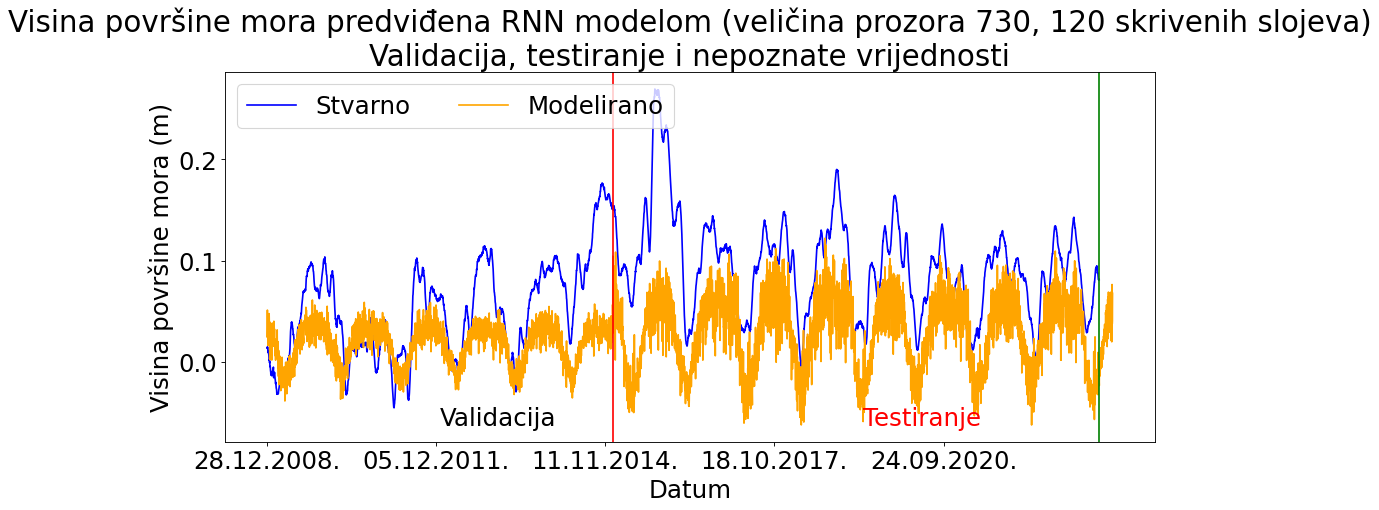 Visina površine mora predviđena RNN modelom (veličina prozora 730, 120 skrivenih slojeva)
Validacija, testiranje i nepoznate vrijednosti
Stvarno
Modelirano
Visina površine mora (m)
0.2
0.1
0.0
Validacija
Testiranje
28.12.2008.
05.12.2011.
11.11.2014.
18.10.2017.
24.09.2020.
Datum